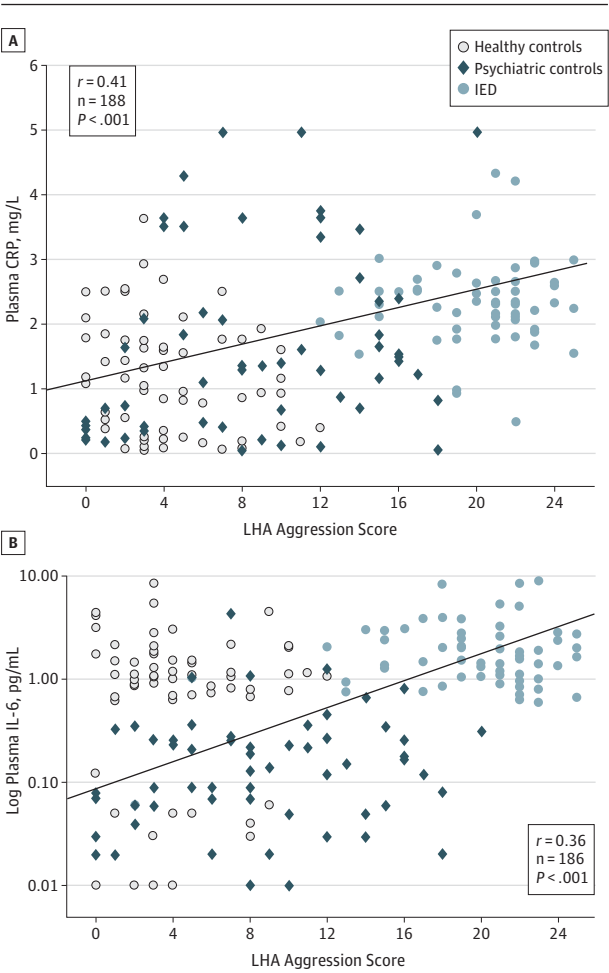 A
Healthy controls
Psychiatric controls
IED
r = 0.41
n = 188
P < .001
6
5
4
3
2
1
0
Plasma CRP, mg/L
0 4 8 12 16 20 24
LHA Aggression Score
B
10.00
1.00
0.10
0.01
Log Plasma IL-6, pg/mL
r = 0.36
n = 186
P < .001
0 4 8 12 16 20 24
LHA Aggression Score